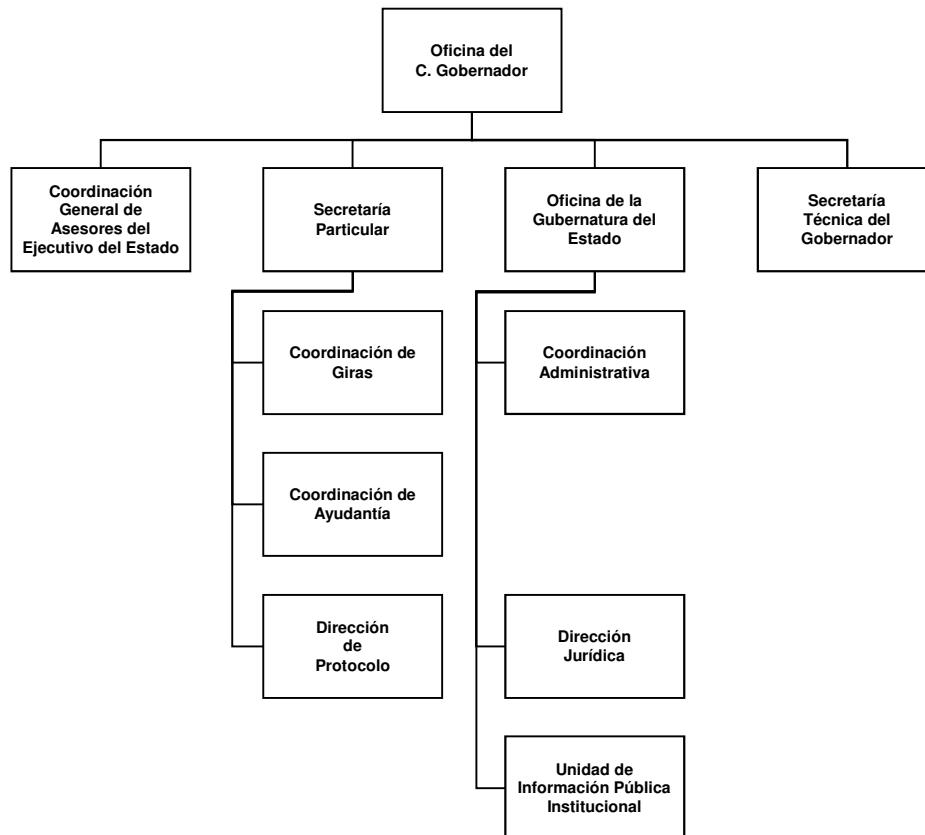 Oficina del
C. Gobernador
Coordinación
General de
Asesores del
Ejecutivo del Estado
Secretaría
Particular
Oficina de la
Gubernatura del
Estado
Secretaría
Técnica del
Gobernador
Coordinación de
Giras
Coordinación
Administrativa
Coordinación de
Ayudantía
Dirección
de
Protocolo
Dirección
Jurídica
Unidad de
Información Pública
Institucional